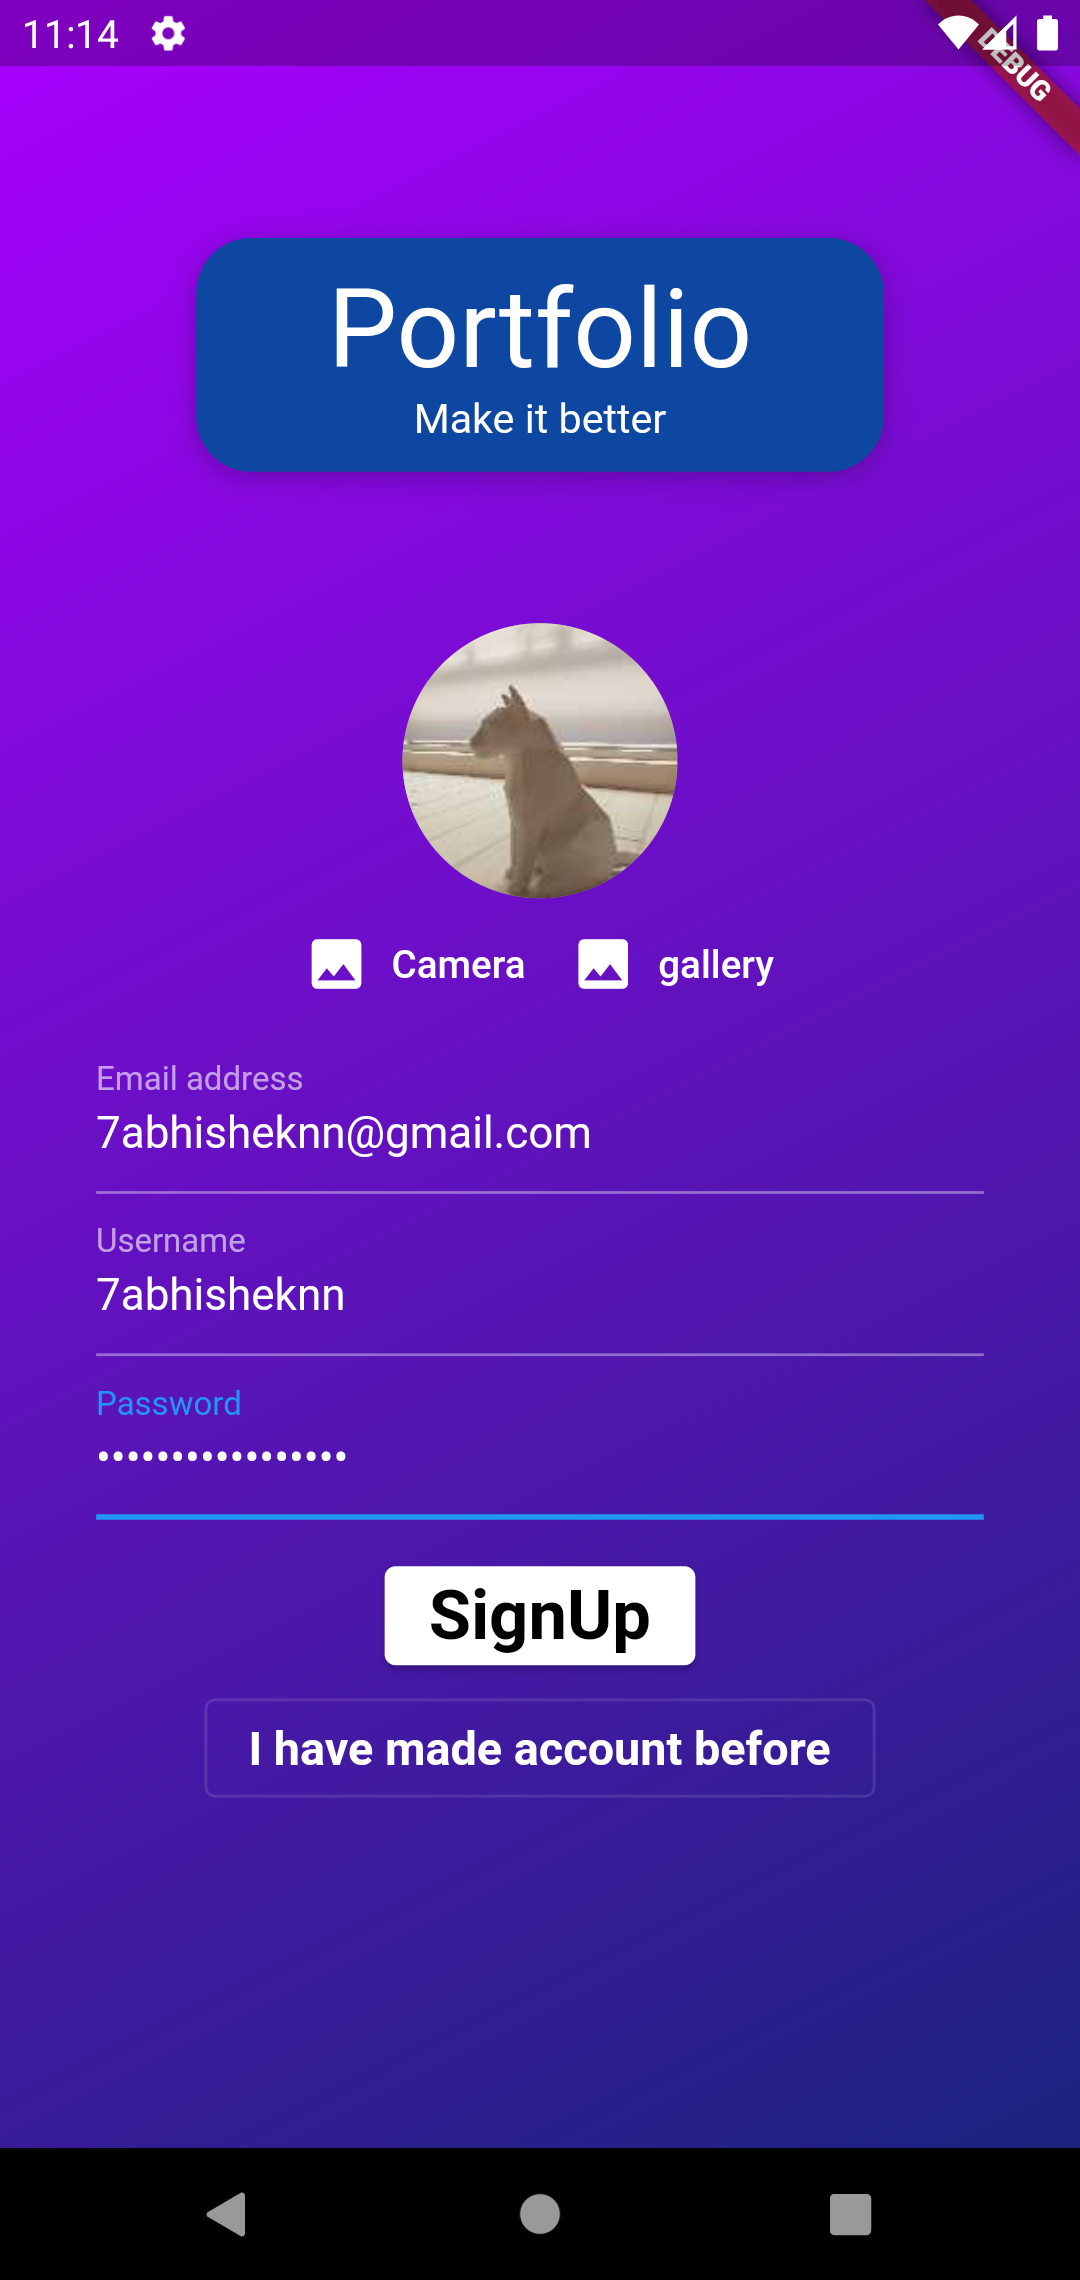 11:14
DEBUG
Portfolio
Make it better
Camera gallery
Email address
7abhisheknn@gmail.com
Username
7abhisheknn
Password
••••••••••••••••• 
SignUp
I have made account before